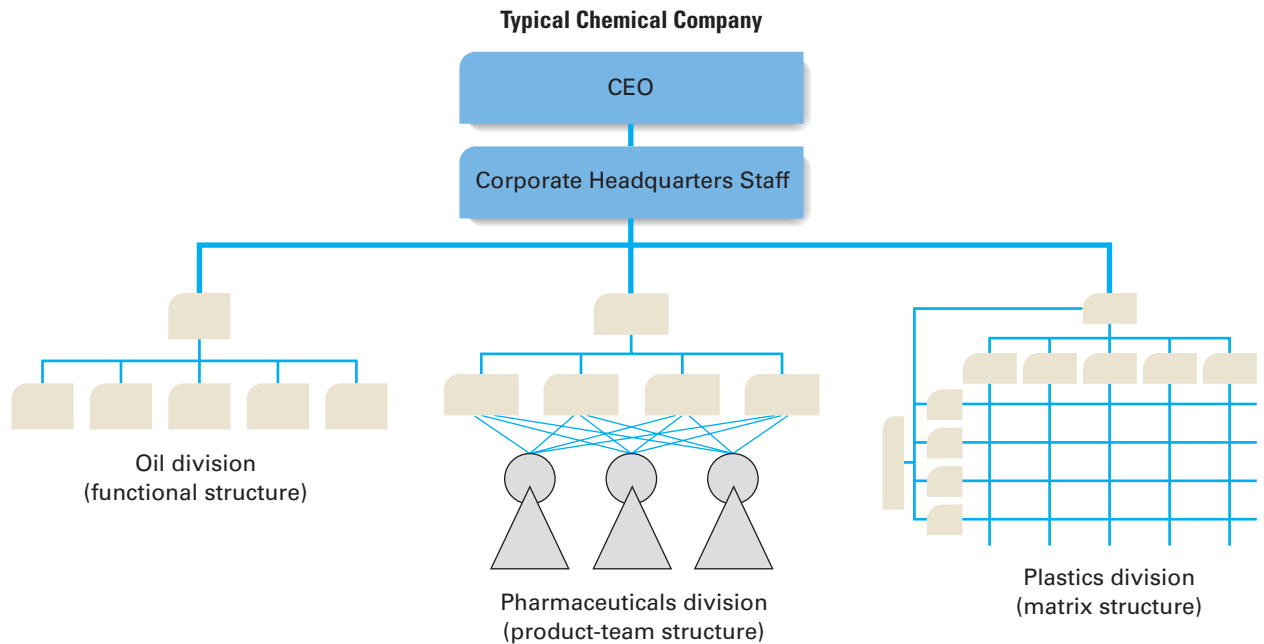 Typical Chemical Company
CEO
Corporate Headquarters Staff
Oil division
(functional structure)
Pharmaceuticals division
(product-team structure)
Plastics division
(matrix structure)